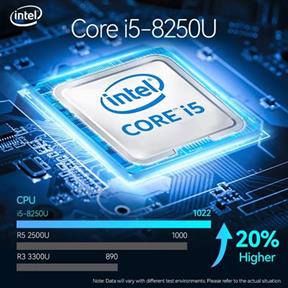 intel
Core i5-8250U
intel
CORE™ i5
CPU
i5-8250U 1022
R5 2500U 1000
R3 3300U 890
20%
Higher
Note: Data will vary with different test environments. Please refer to the actual situation.